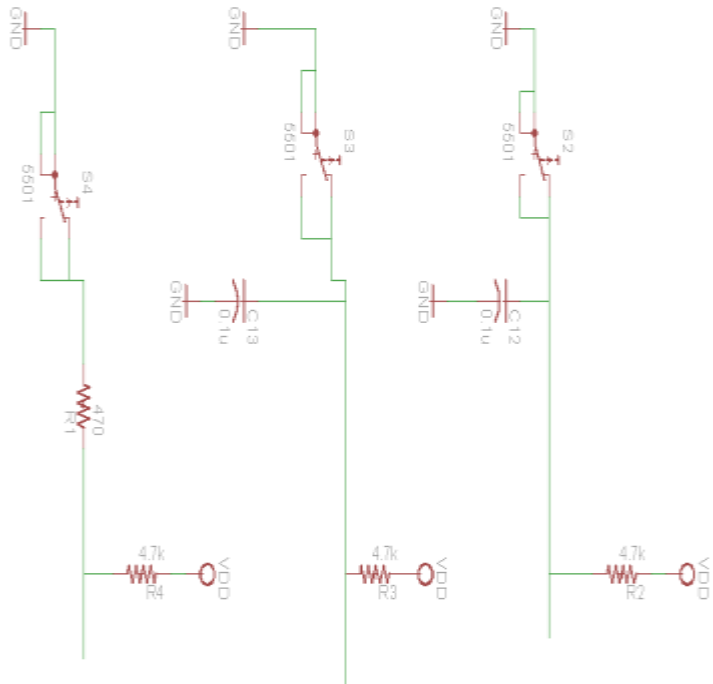 GND
GND
GND
S4
6601
S3
6601
S2
6601
GND
C13
0.1u
GND
C12
0.1u
470
R1
4.7k
R4
VDD
4.7k
R3
VDD
4.7k
R2
VDD